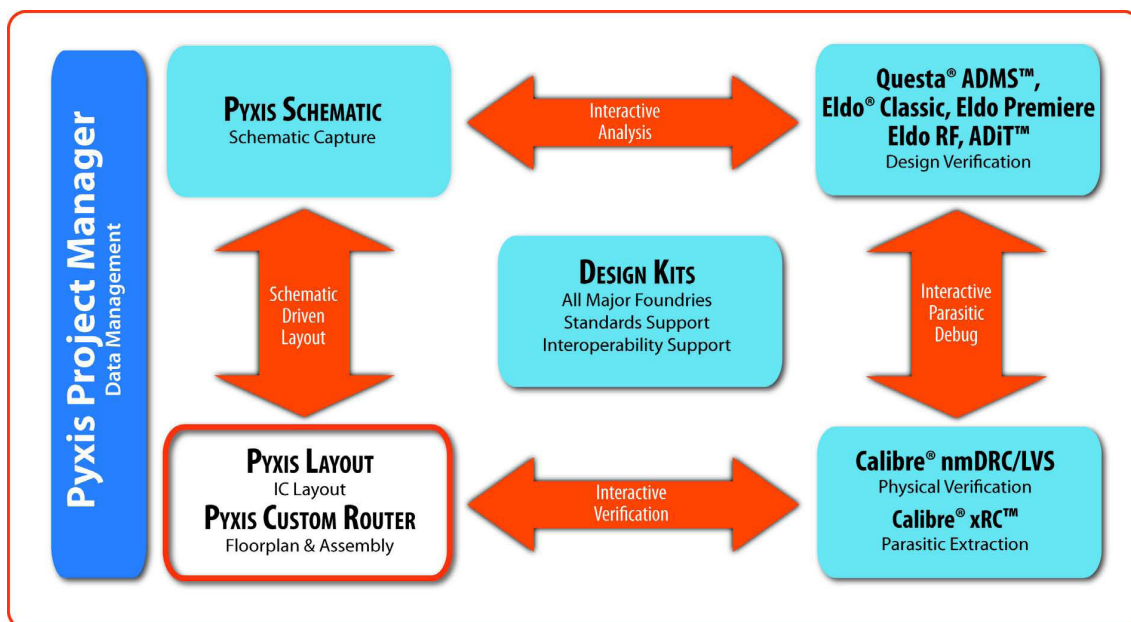 Pyxis Project Manager
Data Management
PYXIS SCHEMATIC
Schematic Capture
Interactive
Analysis
Questa® ADMS™,
Eldo® Classic, Eldo Premiere
Eldo RF, ADiT™
Design Verification
Schematic
Driven
Layout
DESIGN KITS
All Major Foundries
Standards Support
Interoperability Support
Interactive
Parasitic
Debug
PYXIS LAYOUT
IC Layout
PYXIS CUSTOM ROUTER
Floorplan & Assembly
Interactive
Verification
Calibre® nmDRC/LVS
Physical Verification
Calibre® xRC™
Parasitic Extraction